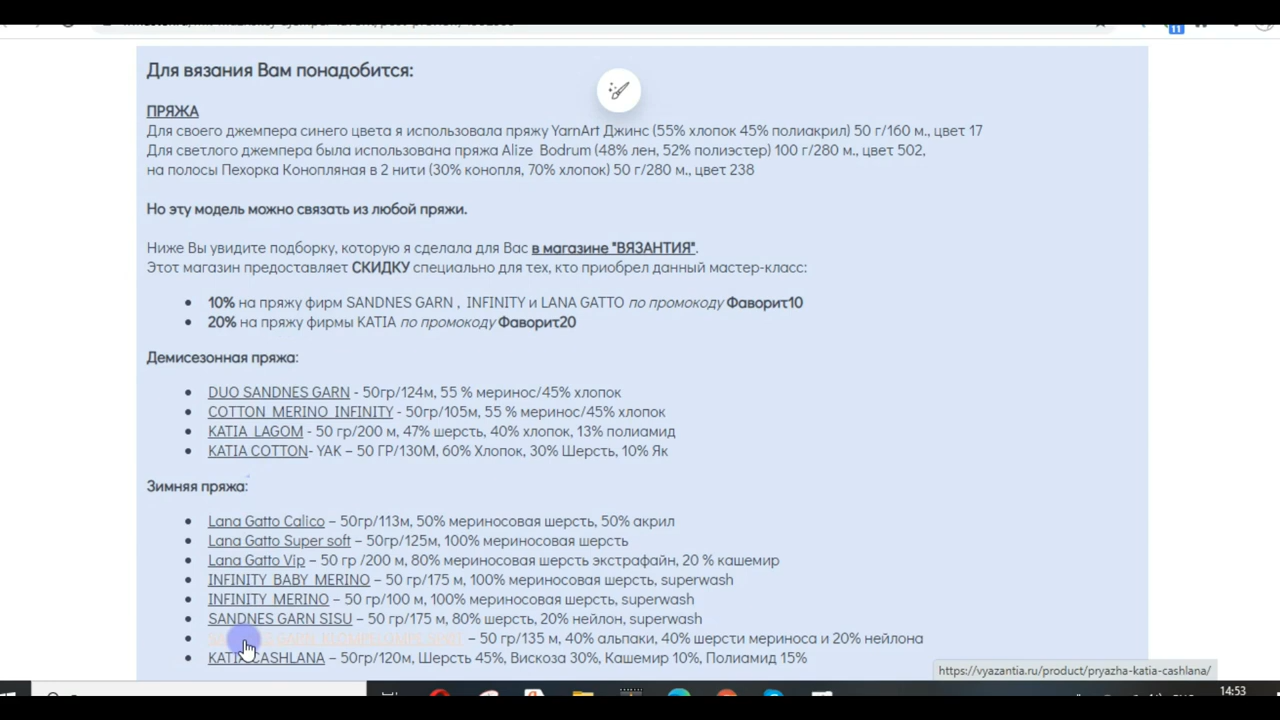 Для вязания Вам понадобится:
ПРЯЖА
Для своего джемпера синего цвета я использовала пряжу YarnArt Джинс (55% хлопок 45% полиакрил) 50 г/160 м., цвет 17
Для светлого джемпера была использована пряжа Alize Bodrum (48% лен, 52% полиэстер) 100 г/280 м., цвет 502,
на полосы Пехорка Конопляная в 2 нити (30% конопля, 70% хлопок) 50 г/280 м., цвет 238
Но эту модель можно связать из любой пряжи.
Ниже Вы увидите подборку, которую я сделала для Вас в магазине "ВЯЗАНТИЯ".
Этот магазин предоставляет СКИДКУ специально для тех, кто приобрел данный мастер-класс:
10% на пряжу фирм SANDNES GARN , INFINITY и LANA GATTO по промокоду Фаворит10
20% на пряжу фирмы KATIA по промокоду Фаворит20
Демисезонная пряжа:
DUO SANDNES GARN - 50гр/124м, 55 % меринос/45% хлопок
COTTON MERINO INFINITY - 50гр/105м, 55 % меринос/45% хлопок
KATIA LAGOM - 50 гр/200 м, 47% шерсть, 40% хлопок, 13% полиамид
KATIA COTTON- YAK – 50 ГР/130М, 60% Хлопок, 30% Шерсть, 10% Як
Зимняя пряжа:
Lana Gatto Calico – 50гр/113м, 50% мериносовая шерсть, 50% акрил
Lana Gatto Super soft – 50гр/125м, 100% мериносовая шерсть
Lana Gatto Vip – 50 гр /200 м, 80% мериносовая шерсть экстрафайн, 20 % кашемир
INFINITY BABY MERINO – 50 гр/175 м, 100% мериносовая шерсть, superwash
INFINITY MERINO – 50 гр/100 м, 100% мериносовая шерсть, superwash
SANDNES GARN SISU – 50 гр/175 м, 80% шерсть, 20% нейлон, superwash
– 50 гр/135 м, 40% альпаки, 40% шерсти мериноса и 20% нейлона
KATIA CASHLANA – 50гр/120м, Шерсть 45%, Вискоза 30%, Кашемир 10%, Полиамид 15%
https://vyazantia.ru/product/pryazha-katia-cashlana/
14:53